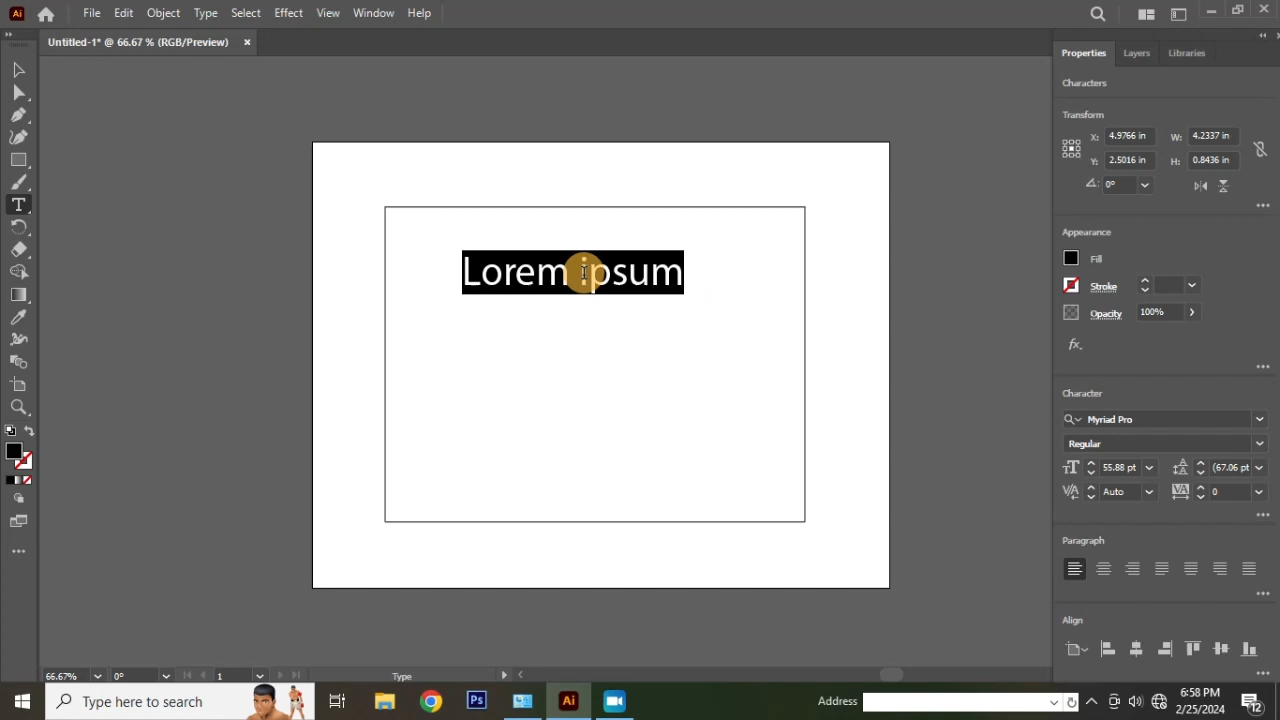 Ai File Edit Object Type Select Effect View Window Help
Untitled-1* @ 66.67 % (RGB/Preview) ×
Properties Layers Libraries
Characters
Transform
X: 4.9766 in W: 4.2337 in
Y: 2.5016 in H: 0.8436 in
0°
Appearance
Fill
Stroke
Opacity 100%
fx
Character
Myriad Pro
Regular
55.88 pt (67.06 pt
Auto 0
Paragraph
Align
Lorem ipsum
66.67% 0° 1 Type
Type here to search Ps Ai Address 6:58 PM
2/25/2024 12